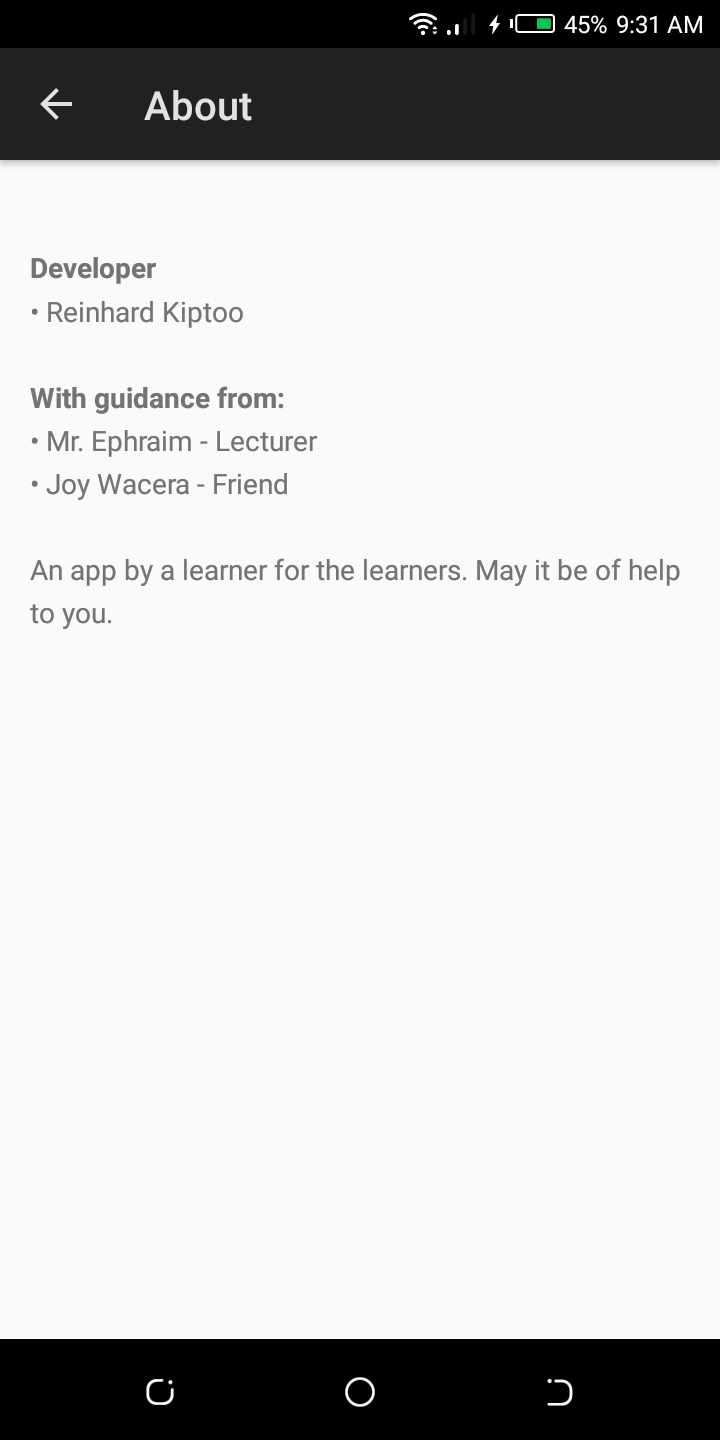 45% 9:31 AM
About
Developer
• Reinhard Kiptoo
With guidance from:
• Mr. Ephraim - Lecturer
• Joy Wacera - Friend
An app by a learner for the learners. May it be of help
to you.